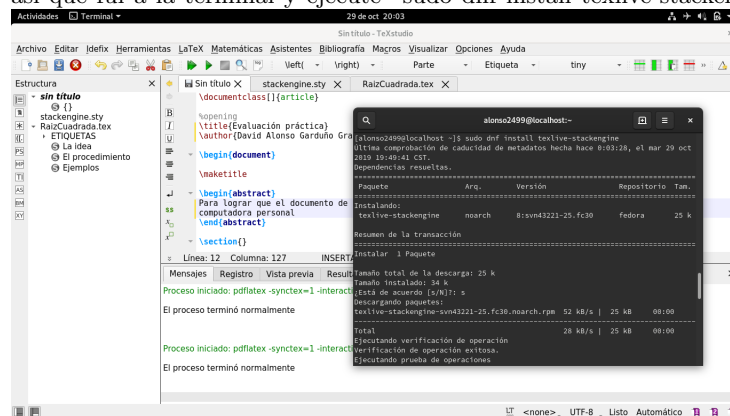 así que fui a la terminal y ejecuté "sudo dnf install texlive-stackengine
Actividades Terminal 29 de oct 20:03
Sin título - TeXstudio
Archivo Editar Idefix Herramientas LaTeX Matemáticas Asistentes Bibliografía Macros Visualizar Opciones Ayuda
\left( \right) Parte Etiqueta tiny
Estructura
Sin título stackengine.sty RaizCuadrada.tex
sin título
{}
stackengine.sty
RaizCuadrada.tex
ETIQUETAS
La idea
El procedimiento
Ejemplos
\documentclass[]{article}
%opening
\title{Evaluación práctica}
\author{David Alonso Garduño Gra
\begin{document}
\maketitle
\begin{abstract}
Para lograr que el documento de
computadora personal
\end{abstract}
\section{}
Línea: 12 Columna: 127 INSERTA
Mensajes Registro Vista previa Result
Proceso iniciado: pdflatex -synctex=1 -interacti
El proceso terminó normalmente
Proceso iniciado: pdflatex -synctex=1 -interacti
El proceso terminó normalmente
alonso2499@localhost:~
[alonso2499@localhost ~]$ sudo dnf install texlive-stackengine
Última comprobación de caducidad de metadatos hecha hace 0:03:28, el mar 29 oct
2019 19:49:41 CST.
Dependencias resueltas.
Paquete Arq. Versión Repositorio Tam.
Instalando:
texlive-stackengine noarch 8:svn43221-25.fc30 fedora 25 k
Resumen de la transacción
Instalar 1 Paquete
Tamaño total de la descarga: 25 k
Tamaño instalado: 34 k
¿Está de acuerdo [s/N]?: s
Descargando paquetes:
texlive-stackengine-svn43221-25.fc30.noarch.rpm 52 kB/s | 25 kB 00:00
Total 28 kB/s | 25 kB 00:00
Ejecutando verificación de operación
Verificación de operación exitosa.
Ejecutando prueba de operaciones
LT <none> UTF-8 Listo Automático